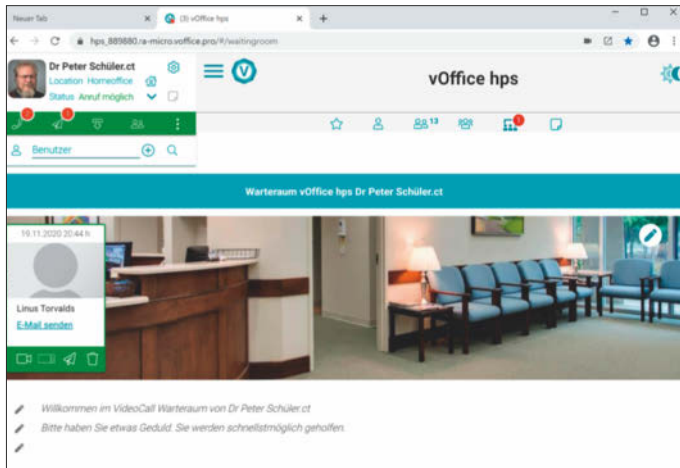 Neuer Tab
(3) vOffice hps
hps_889880.ra-micro.voffice.pro/#/waitingroom
Dr Peter Schüler.ct
Location Homeoffice
Status Anruf möglich
V
vOffice hps
13
1
Benutzer
Warteraum vOffice hps Dr Peter Schüler.ct
19.11.2020 20:44 h
Linus Torvalds
E-Mail senden
Willkommen im VideoCall Warteraum von Dr Peter Schüler.ct
Bitte haben Sie etwas Geduld. Sie werden schnellstmöglich geholfen.